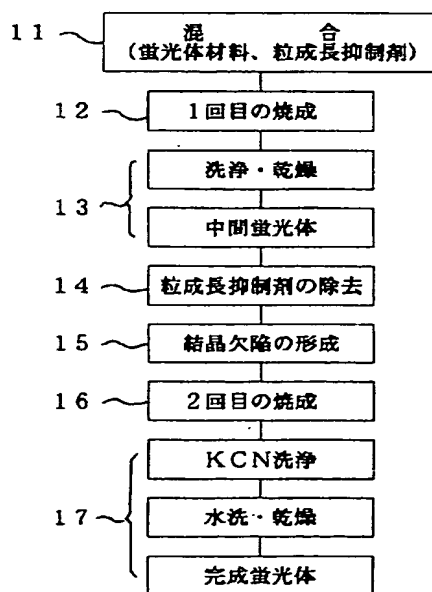 11
混 合
(蛍光体材料、粒成長抑制剤)
12
1回目の焼成
13
洗浄・乾燥
中間蛍光体
14
粒成長抑制剤の除去
15
結晶欠陥の形成
16
2回目の焼成
17
KCN洗浄
水洗・乾燥
完成蛍光体